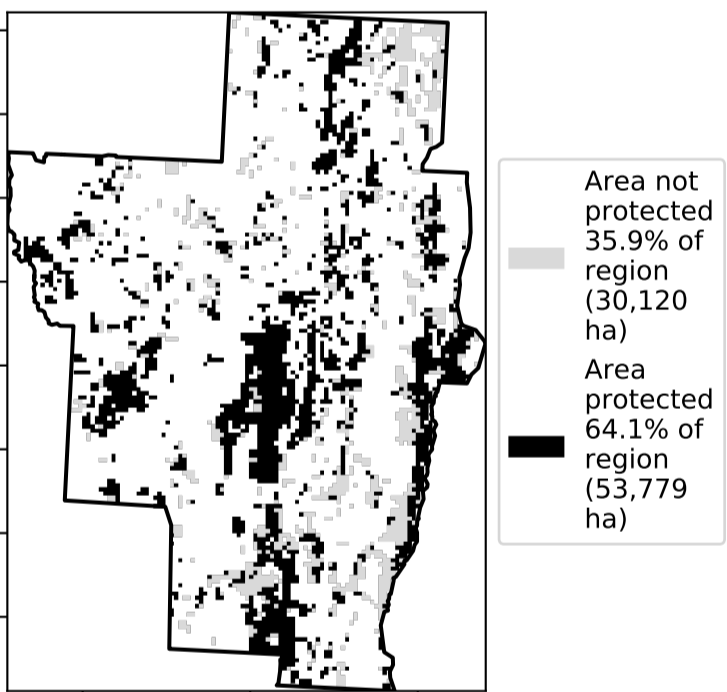 Area not
protected
35.9% of
region
(30,120
ha)
Area
protected
64.1% of
region
(53,779
ha)